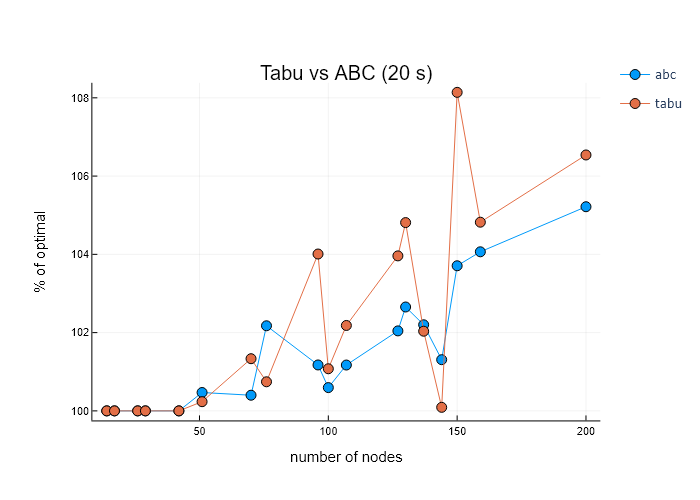 Tabu vs ABC (20 s)
abc
tabu
108
106
104
102
100
% of optimal
50
100
150
200
number of nodes